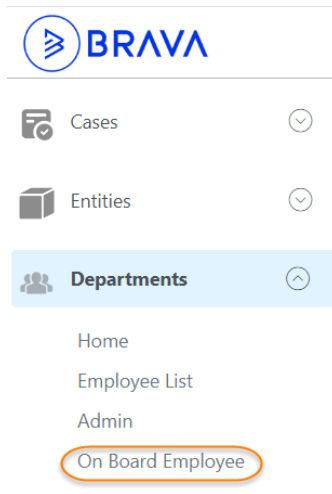 BRAVA
Cases
Entities
Departments
Home
Employee List
Admin
On Board Employee